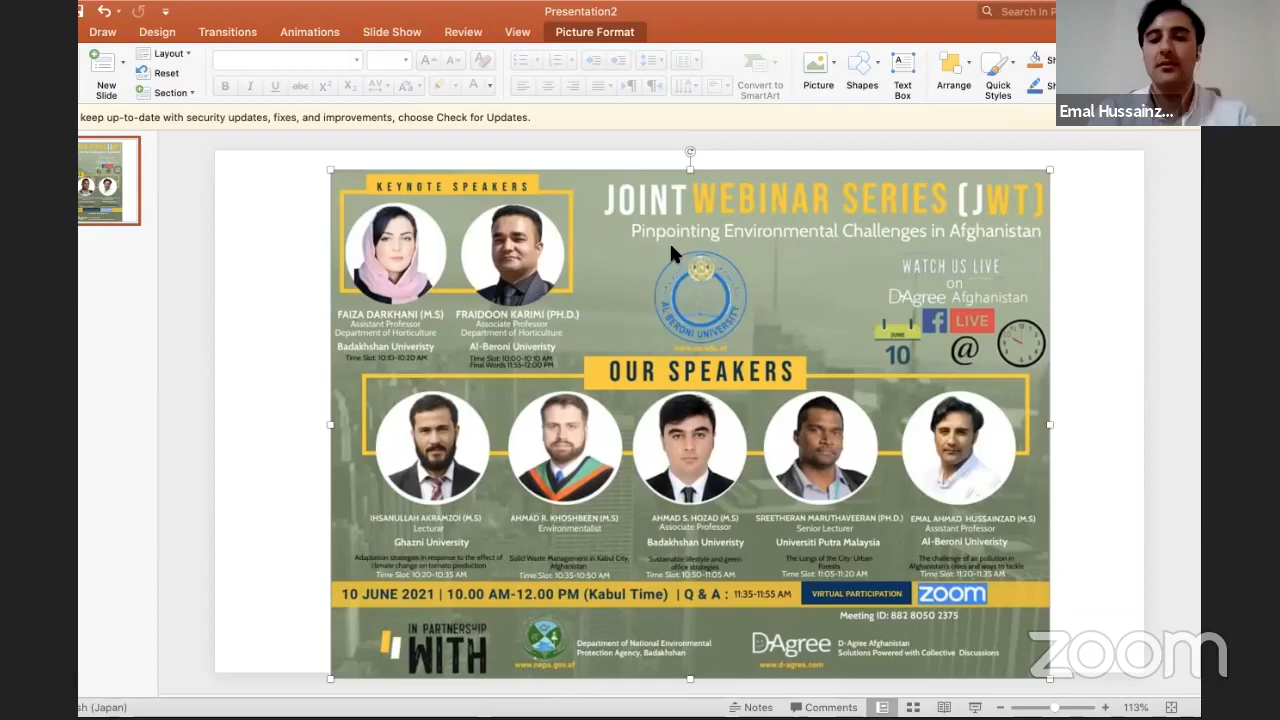 Presentation2
Search in P
Draw
Design
Transitions
Animations
Slide Show
Review
View
Picture Format
New Slide
Layout
Reset
Section
Convert to SmartArt
Picture
Shapes
Text Box
Arrange
Quick Styles
keep up-to-date with security updates, fixes, and improvements, choose Check for Updates.
Emal Hussainz...
KEYNOTE SPEAKERS
JOINT WEBINAR SERIES (JWT)
Pinpointing Environmental Challenges in Afghanistan
AL BERONI UNIVERSITY
WATCH US LIVE
on
D-Agree Afghanistan
LIVE
JUNE
10
FAIZA DARKHANI (M.S)
Assistant Professor
Department of Horticulture
Badakhshan Univeristy
Time Slot: 10:10-10:20 AM
FRAIDOON KARIMI (PH.D.)
Associate Professor
Department of Horticulture
Al-Beroni Univeristy
Time Slot: 10:00-10:10 AM
Final Words 11:55-12:00 PM
OUR SPEAKERS
IHSANULLAH AKRAMZOI (M.S)
Lecturer
Ghazni University
Adaptation strategies in response to the effect of
climate change on tomato production
Time Slot: 10:20-10:35 AM
AHMAD R. KHOSHBEEN (M.S)
Environmentalist
Solid Waste Management in Kabul City,
Afghanistan
Time Slot: 10:35-10:50 AM
AHMAD S. HOZAD (M.S)
Associate Professor
Badakhshan Univeristy
Sustainable lifestyle and green
office strategies
Time Slot: 10:50-11:05 AM
SREETHERAN MARUTHAVEERAN (PH.D.)
Senior Lecturer
Universiti Putra Malaysia
The Lungs of the City: Urban
Forests
Time Slot: 11:05-11:20 AM
EMAL AHMAD HUSSAINZAD (M.S)
Assistant Professor
Al-Beroni Univeristy
The challenge of air pollution in
Afghanistan's cities and ways to tackle
Time Slot: 11:20-11:35 AM
10 JUNE 2021 | 10.00 AM-12.00 PM (Kabul Time) | Q & A : 11:35-11:55 AM
VIRTUAL PARTICIPATION
zoom
Meeting ID: 882 8050 2375
IN PARTNERSHIP
WITH
www.nepa.gov.af
Department of National Environmental
Protection Agency, Badakhshan
D-Agree
www.d-agree.com
D-Agree Afghanistan
Solutions Powered with Collective Discussions
zoom
sh (Japan)
Notes
Comments
113%